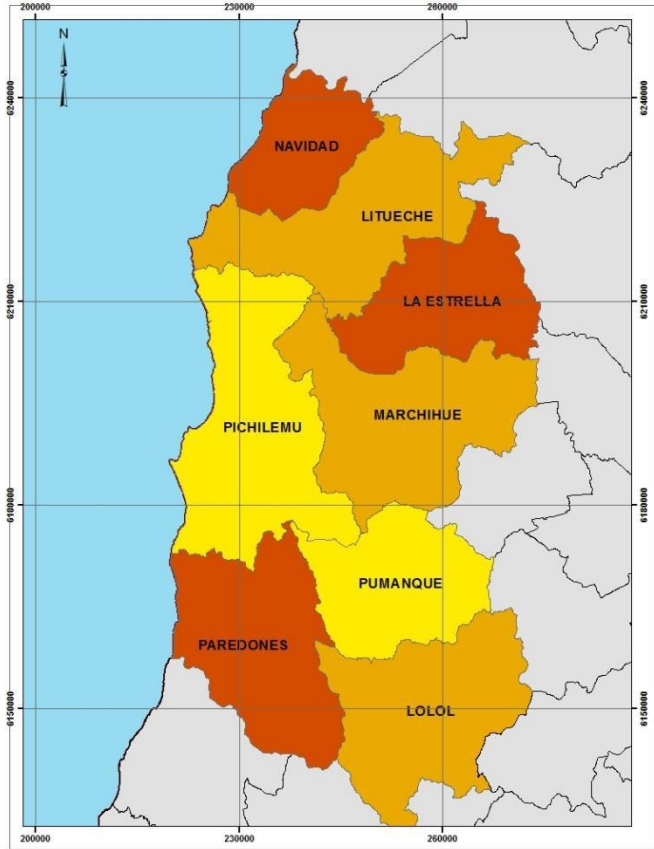 200000 230000 260000
N
6240000 6240000
NAVIDAD
LITUECHE
6210000 6210000
LA ESTRELLA
MARCHIHUE
PICHILEMU
6180000 6180000
PUMANQUE
PAREDONES
LOLOL
6150000 6150000
200000 230000 260000